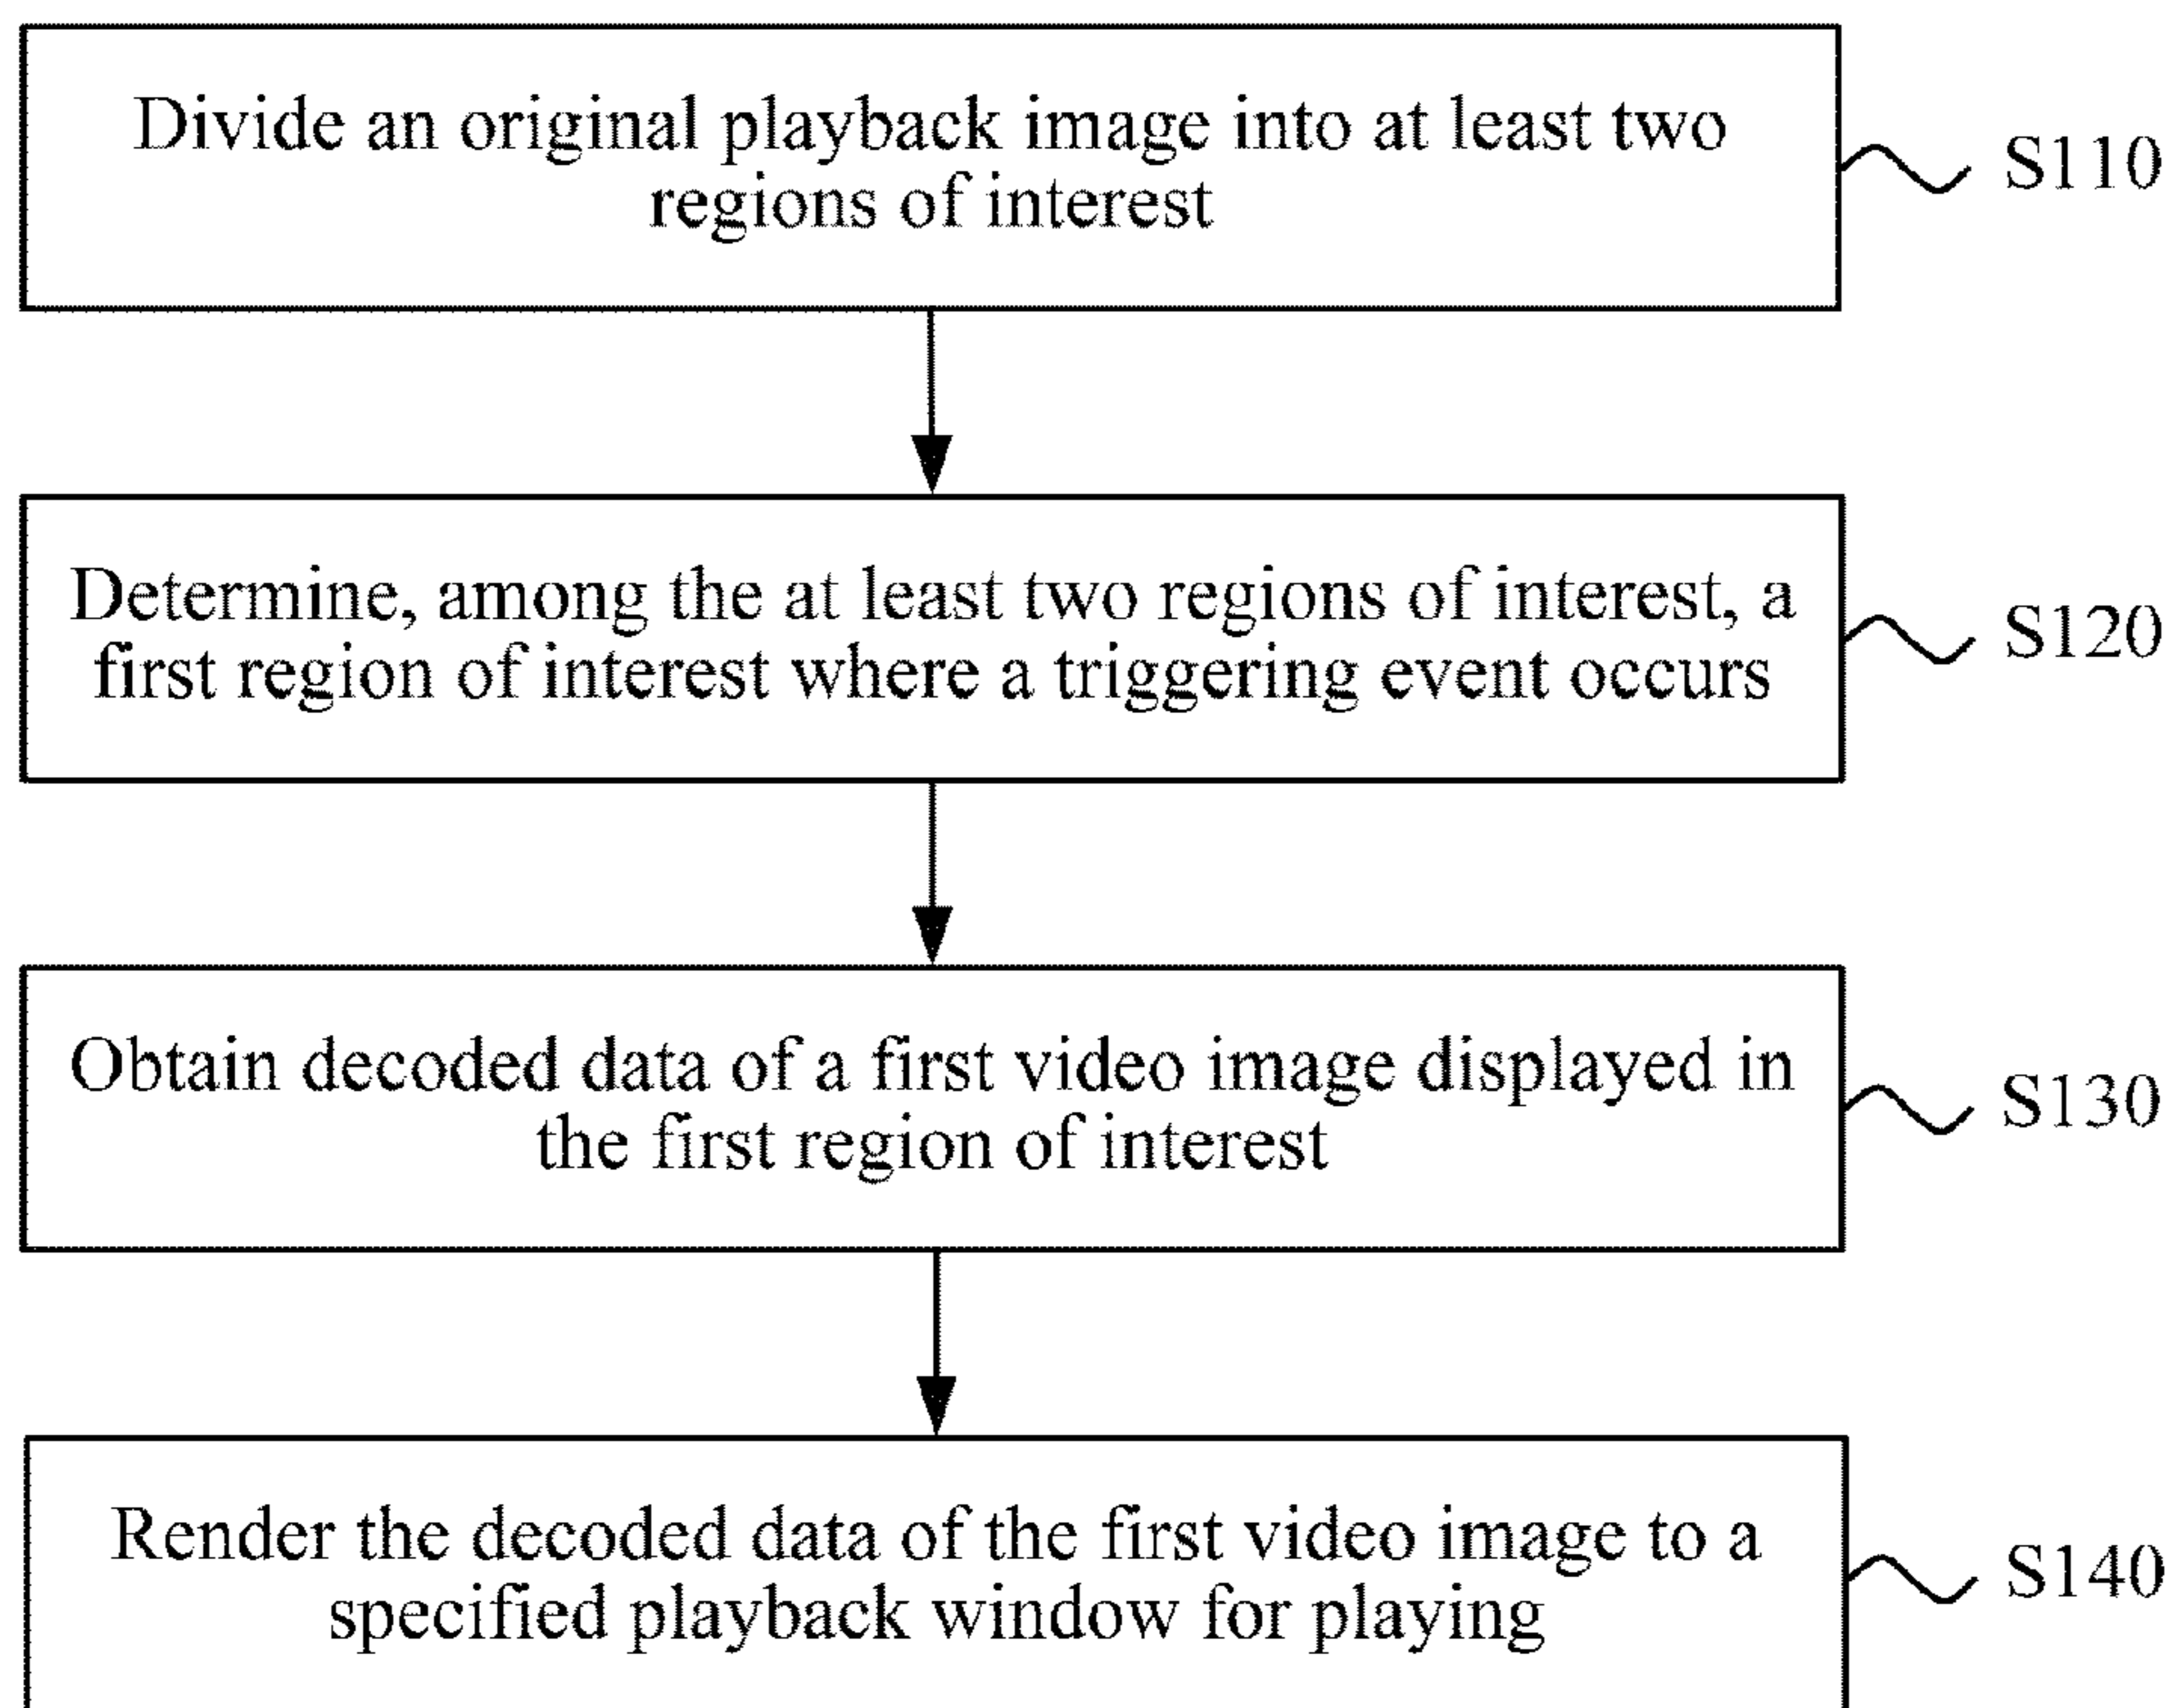 Divide an original playback image into at least two
regions of interest
S110
Determine, among the at least two regions of interest, a
first region of interest where a triggering event occurs
S120
Obtain decoded data of a first video image displayed in
the first region of interest
S130
Render the decoded data of the first video image to a
specified playback window for playing
S140